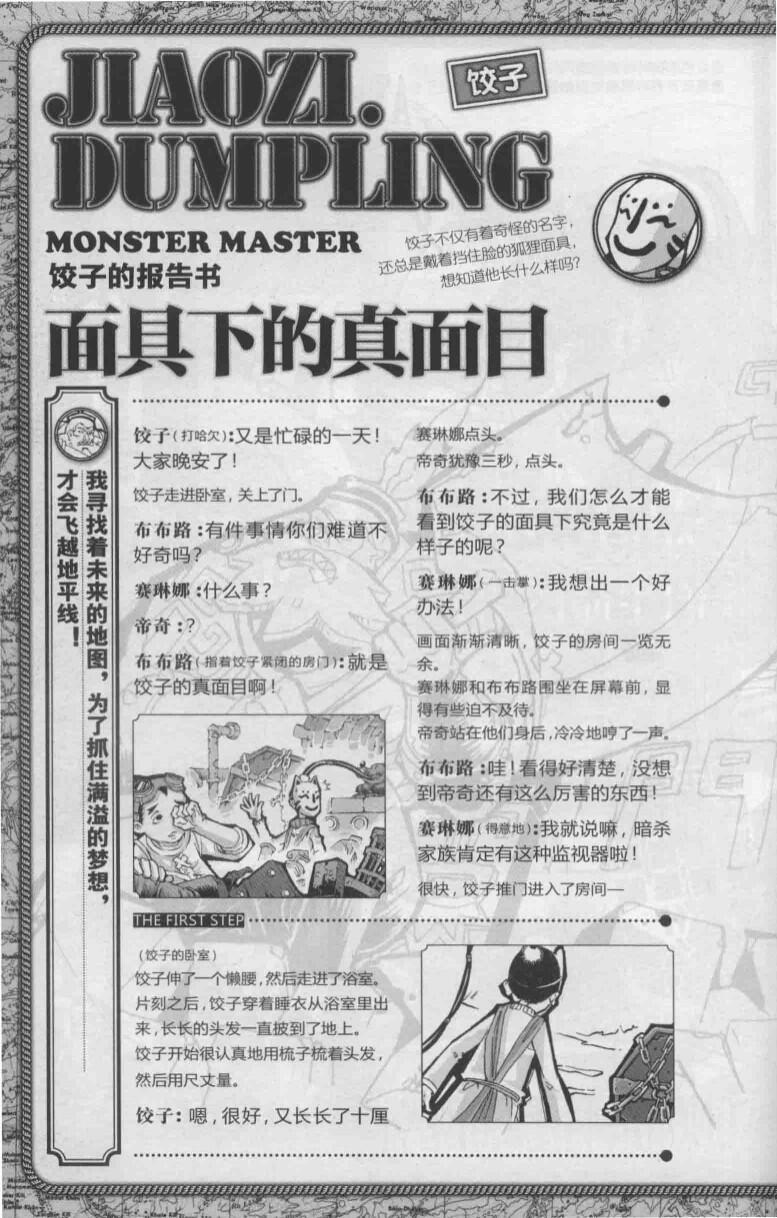 JIAOZI.
DUMPLING
饺子
MONSTER MASTER
饺子的报告书
饺子不仅有着奇怪的名字，
还总是戴着挡住脸的狐狸面具，
想知道他长什么样吗？
面具下的真面目
我寻找着未来的地图，为了抓住满溢的梦想，
才会飞越地平线！
饺子（打哈欠）：又是忙碌的一天！
大家晚安了！
饺子走进卧室，关上了门。
布布路：有件事情你们难道不
好奇吗？
赛琳娜：什么事？
帝奇：？
布布路（指着饺子紧闭的房门）：就是
饺子的真面目啊！
赛琳娜点头。
帝奇犹豫三秒，点头。
布布路：不过，我们怎么才能
看到饺子的面具下究竟是什么
样子的呢？
赛琳娜（一击掌）：我想出一个好
办法！
画面渐渐清晰，饺子的房间一览无
余。
赛琳娜和布布路围坐在屏幕前，显
得有些迫不及待。
帝奇站在他们身后，冷冷地哼了一声。
布布路：哇！看得好清楚，没想
到帝奇还有这么厉害的东西！
赛琳娜（得意地）：我就说嘛，暗杀
家族肯定有这种监视器啦！
很快，饺子推门进入了房间—
THE FIRST STEP
（饺子的卧室）
饺子伸了一个懒腰，然后走进了浴室。
片刻之后，饺子穿着睡衣从浴室里出
来，长长的头发一直披到了地上。
饺子开始很认真地用梳子梳着头发，
然后用尺丈量。
饺子：嗯，很好，又长长了十厘